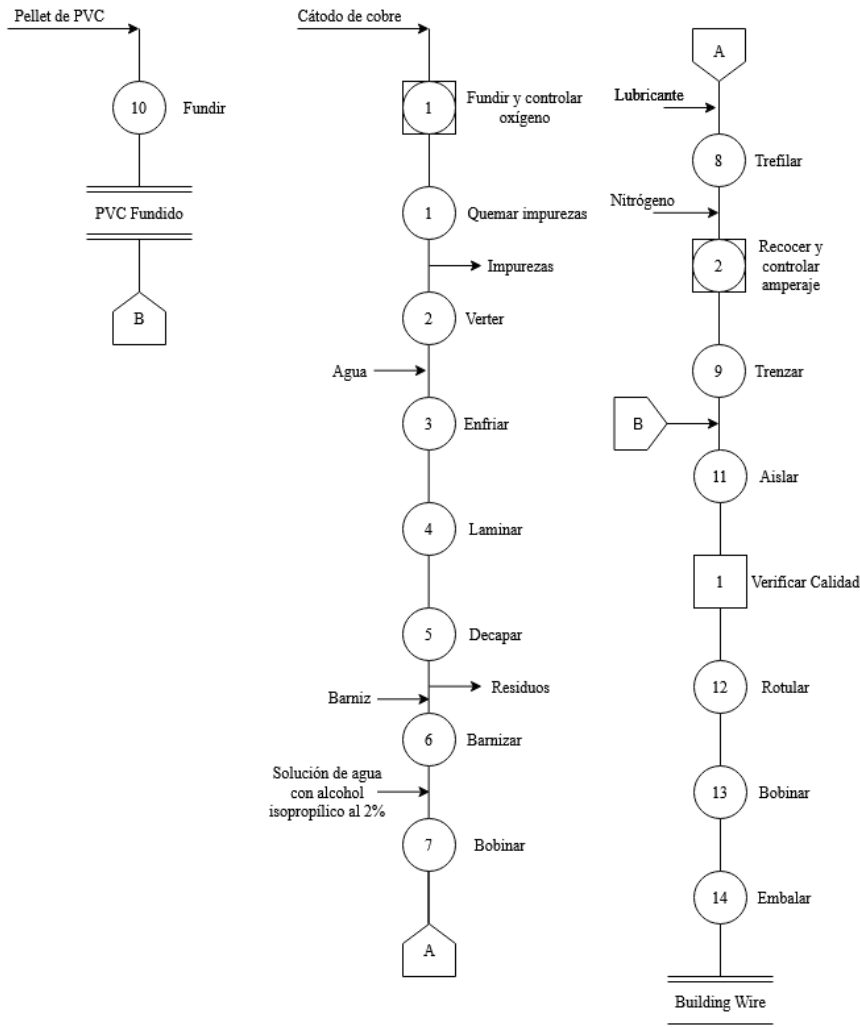 Pellet de PVC
10
Fundir
PVC Fundido
B
Cátodo de cobre
1
Fundir y controlar
oxígeno
1
Quemar impurezas
Impurezas
2
Verter
Agua
3
Enfriar
4
Laminar
5
Decapar
Residuos
Barniz
6
Barnizar
Solución de agua
con alcohol
isopropílico al 2%
7
Bobinar
A
A
Lubricante
8
Trefilar
Nitrógeno
2
Recocer y
controlar
amperaje
9
Trenzar
B
11
Aislar
1
Verificar Calidad
12
Rotular
13
Bobinar
14
Embalar
Building Wire